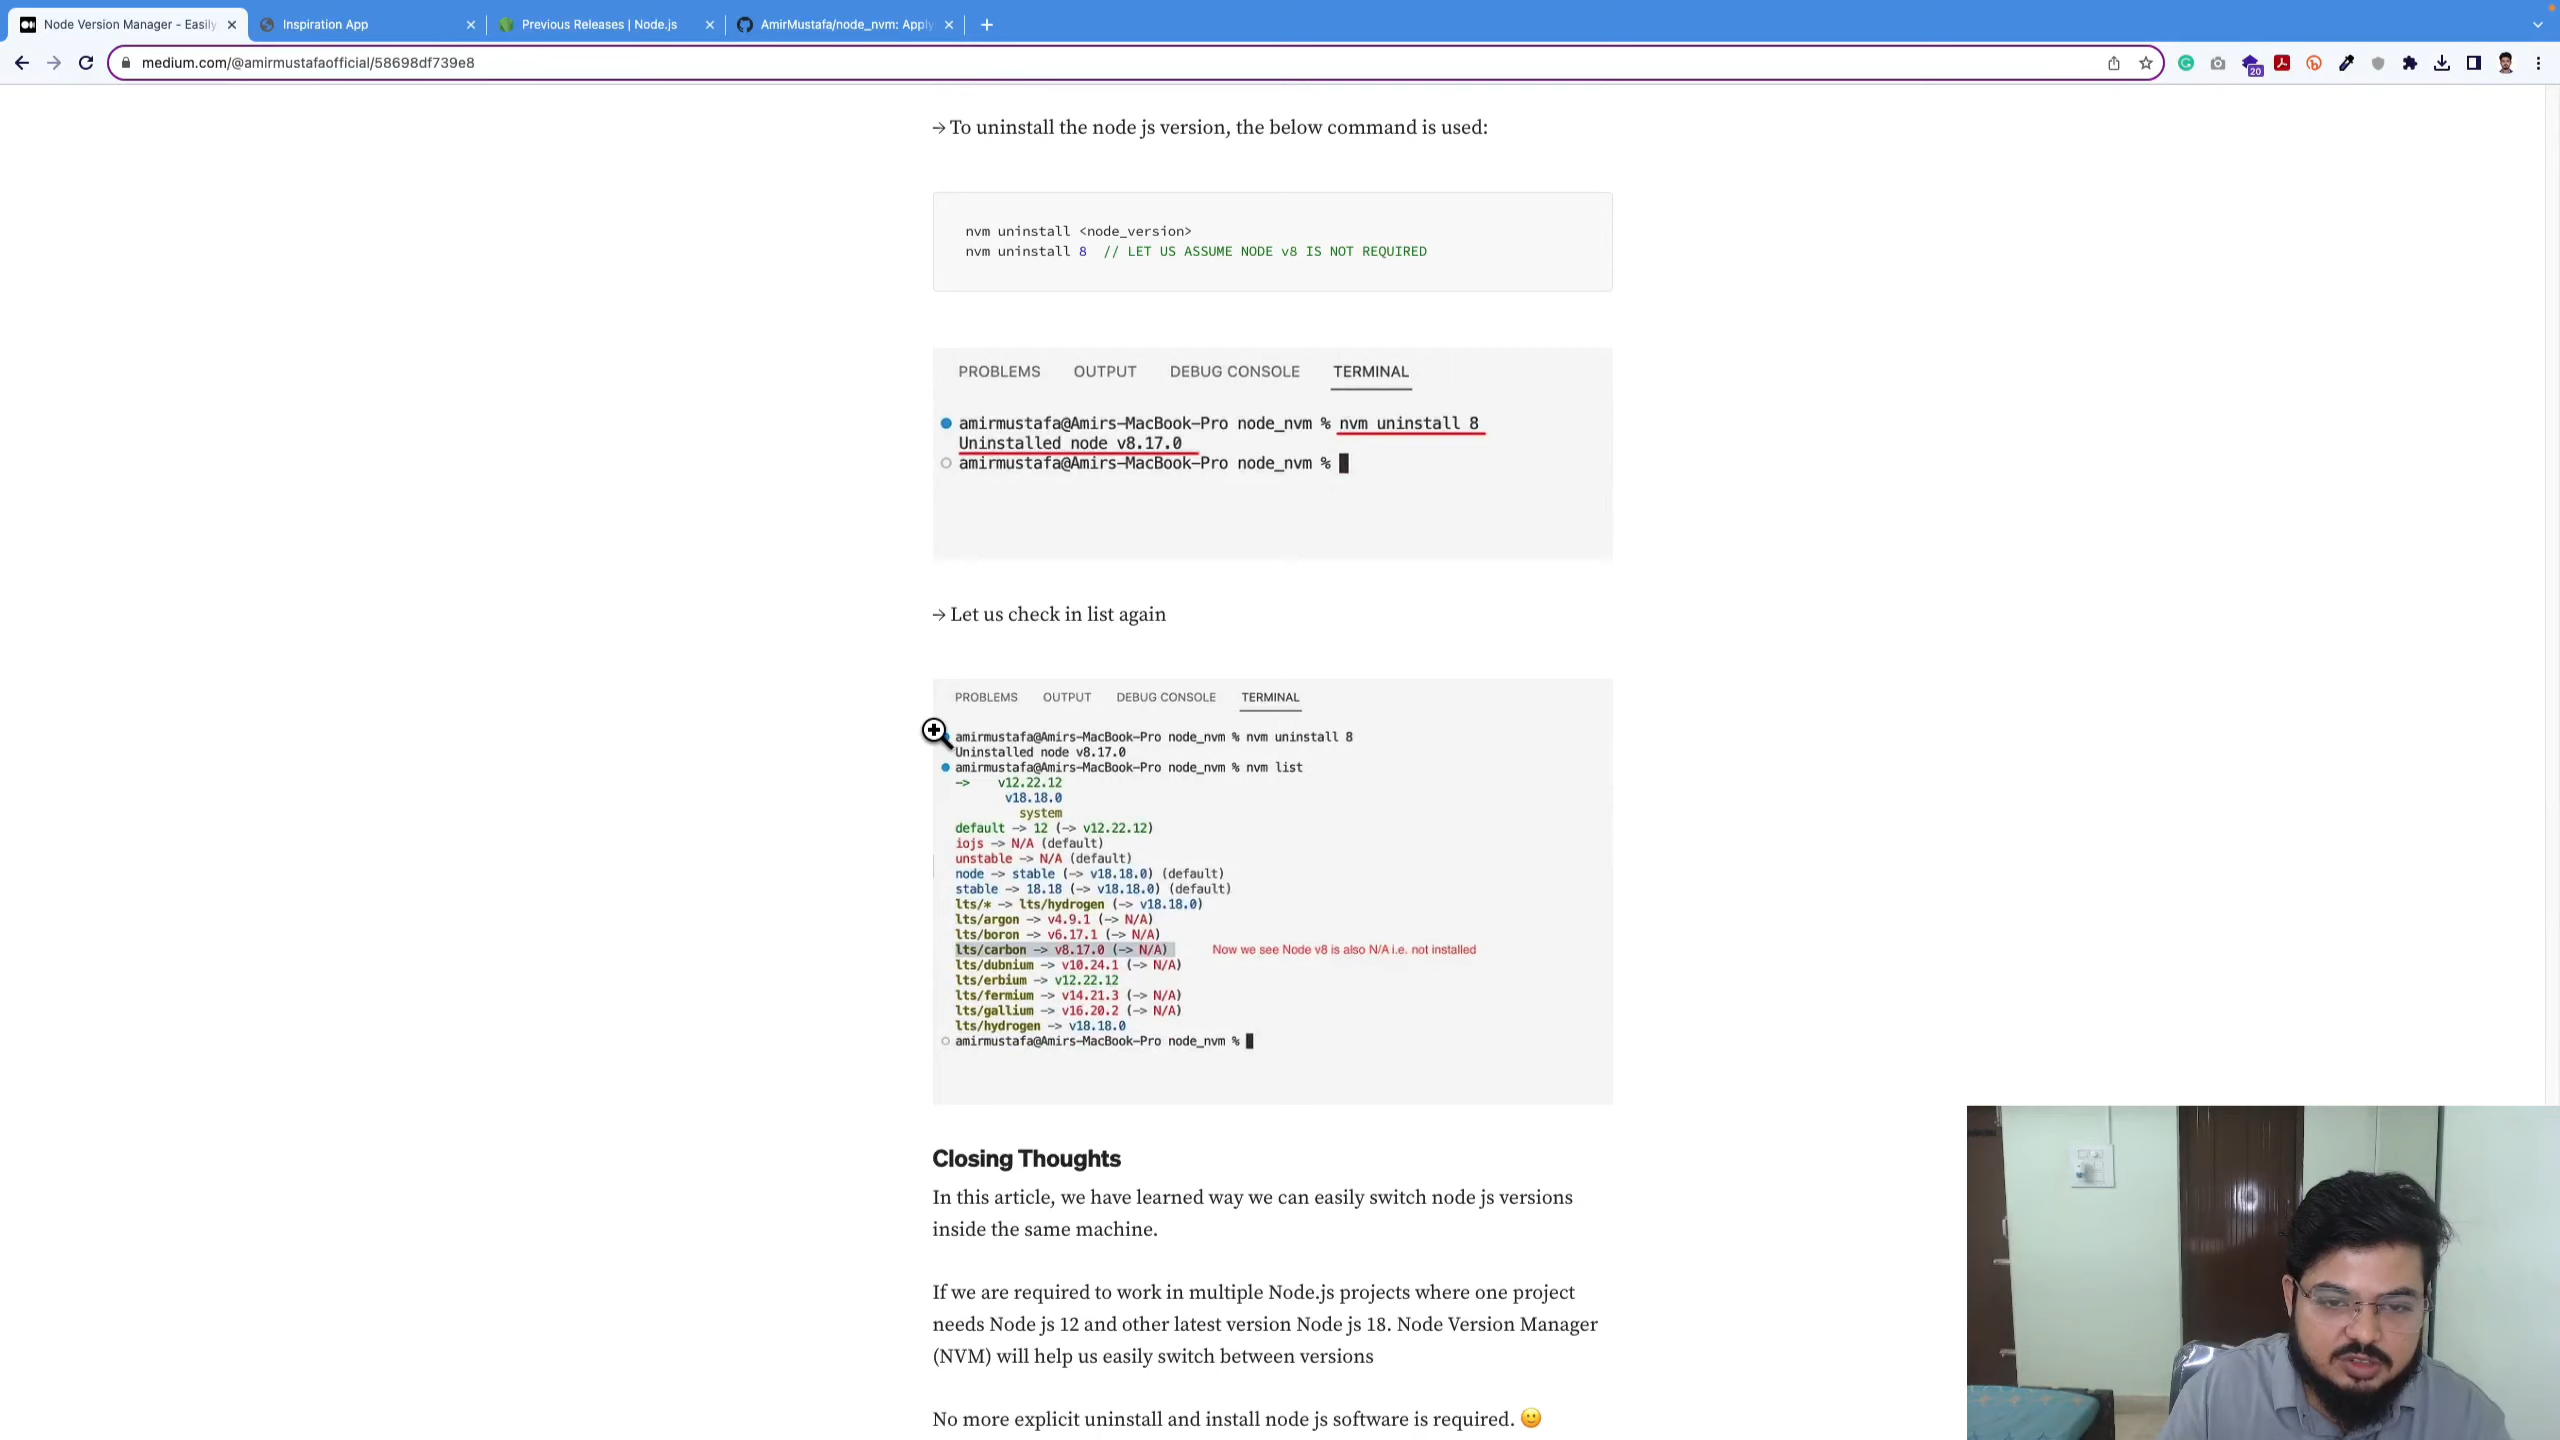 Node Version Manager - Easily
Inspiration App
Previous Releases | Node.js
AmirMustafa/node_nvm: Apply
medium.com/@amirmustafaofficial/58698df739e8
20
→ To uninstall the node js version, the below command is used:
nvm uninstall <node_version>
nvm uninstall 8 // LET US ASSUME NODE v8 IS NOT REQUIRED
PROBLEMS OUTPUT DEBUG CONSOLE TERMINAL
amirmustafa@Amirs-MacBook-Pro node_nvm % nvm uninstall 8
Uninstalled node v8.17.0
amirmustafa@Amirs-MacBook-Pro node_nvm %
→ Let us check in list again
PROBLEMS OUTPUT DEBUG CONSOLE TERMINAL
amirmustafa@Amirs-MacBook-Pro node_nvm % nvm uninstall 8
Uninstalled node v8.17.0
amirmustafa@Amirs-MacBook-Pro node_nvm % nvm list
-> v12.22.12
v18.18.0
system
default -> 12 (-> v12.22.12)
iojs -> N/A (default)
unstable -> N/A (default)
node -> stable (-> v18.18.0) (default)
stable -> 18.18 (-> v18.18.0) (default)
lts/* -> lts/hydrogen (-> v18.18.0)
lts/argon -> v4.9.1 (-> N/A)
lts/boron -> v6.17.1 (-> N/A)
lts/carbon -> v8.17.0 (-> N/A) Now we see Node v8 is also N/A i.e. not installed
lts/dubnium -> v10.24.1 (-> N/A)
lts/erbium -> v12.22.12
lts/fermium -> v14.21.3 (-> N/A)
lts/gallium -> v16.20.2 (-> N/A)
lts/hydrogen -> v18.18.0
amirmustafa@Amirs-MacBook-Pro node_nvm %
Closing Thoughts
In this article, we have learned way we can easily switch node js versions
inside the same machine.
If we are required to work in multiple Node.js projects where one project
needs Node js 12 and other latest version Node js 18. Node Version Manager
(NVM) will help us easily switch between versions
No more explicit uninstall and install node js software is required. 🙂